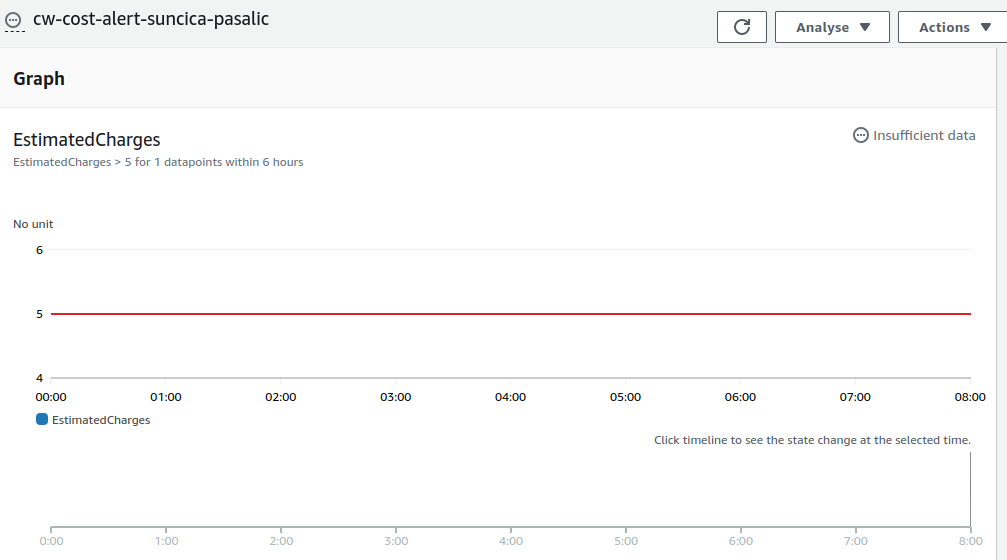 cw-cost-alert-suncica-pasalic
Analyse
Actions
Graph
EstimatedCharges
Insufficient data
EstimatedCharges > 5 for 1 datapoints within 6 hours
No unit
6
5
4
00:00 01:00 02:00 03:00 04:00 05:00 06:00 07:00 08:00
EstimatedCharges
Click timeline to see the state change at the selected time.
0:00 1:00 2:00 3:00 4:00 5:00 6:00 7:00 8:00